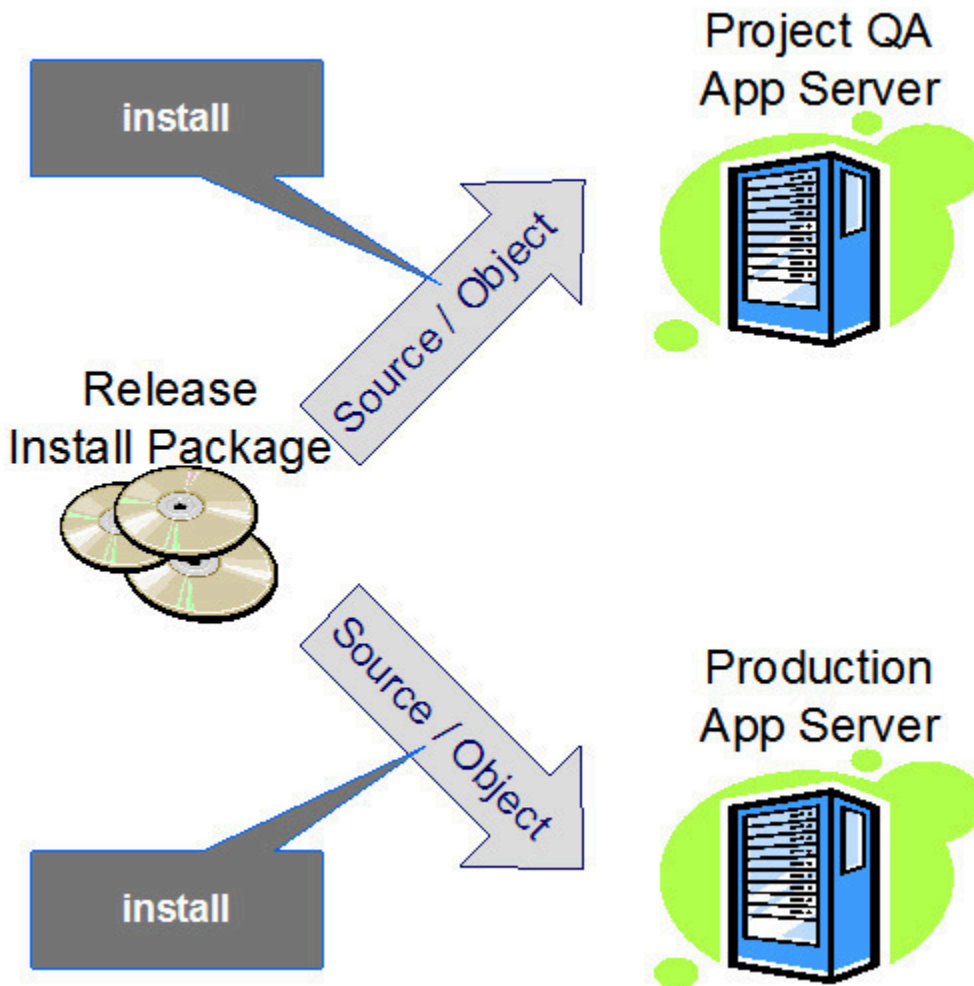 Project QA
App Server
install
Source / Object
Release
Install Package
Source / Object
Production
App Server
install